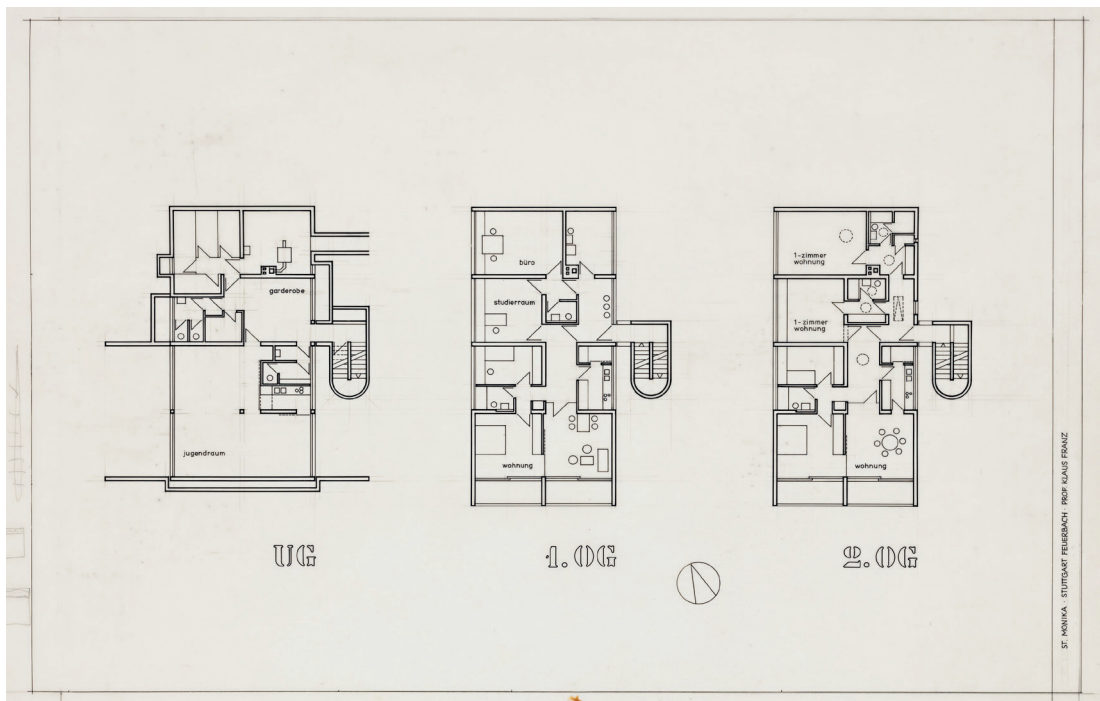 garderobe
jugendraum
UG
büro
studierraum
wohnung
1. OG
1-zimmer
wohnung
1-zimmer
wohnung
wohnung
2. OG
ST. MONIKA · STUTTGART FEUERBACH · PROF. KLAUS FRANZ